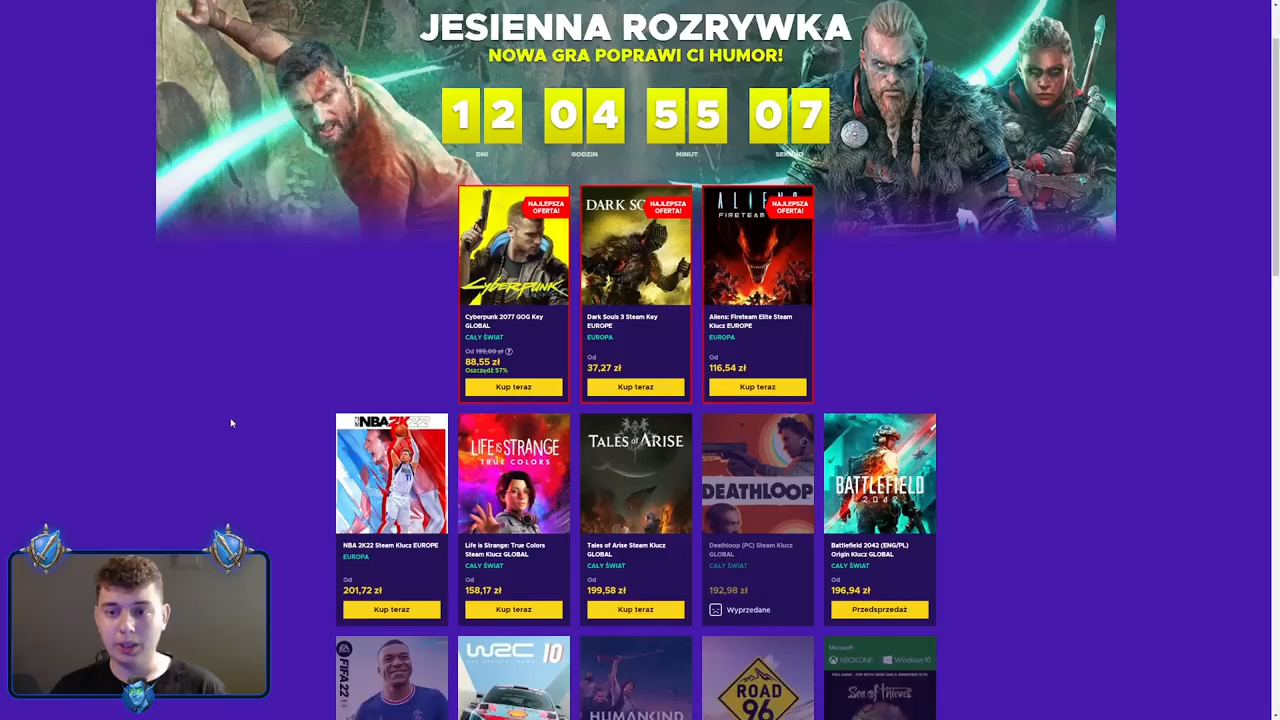 JESIENNA ROZRYWKA
NOWA GRA POPRAWI CI HUMOR!
12 04 55 07
DNI GODZIN MINUT
NAJLEPSZA
OFERTA!
CYBERPUNK
Cyberpunk 2077 GOG Key
GLOBAL
CAŁY ŚWIAT
Od 199,00 zł
88,55 zł
Oszczędź 57%
Kup teraz
DARK SO
NAJLEPSZA
OFERTA!
Dark Souls 3 Steam Key
EUROPE
EUROPA
Od
37,27 zł
Kup teraz
ALIENS
FIRETEAM
NAJLEPSZA
OFERTA!
Aliens: Fireteam Elite Steam
Klucz EUROPE
EUROPA
Od
116,54 zł
Kup teraz
NBA2K22
NBA 2K22 Steam Klucz EUROPE
EUROPA
Od
201,72 zł
Kup teraz
LIFE IS STRANGE
TRUE COLORS
Life is Strange: True Colors
Steam Klucz GLOBAL
CAŁY ŚWIAT
Od
158,17 zł
Kup teraz
TALES of ARISE
Tales of Arise Steam Klucz
GLOBAL
CAŁY ŚWIAT
Od
199,58 zł
Kup teraz
DEATHLOOP
Deathloop (PC) Steam Klucz
GLOBAL
CAŁY ŚWIAT
192,98 zł
Wyprzedane
BATTLEFIELD
2042
Battlefield 2042 (ENG/PL)
Origin Klucz GLOBAL
CAŁY ŚWIAT
Od
196,94 zł
Przedsprzedaż
EA SPORTS
FIFA 22
WRC 10
HUMANKIND
ROAD
96
Microsoft
XBOX ONE Windows 10
Sea of Thieves